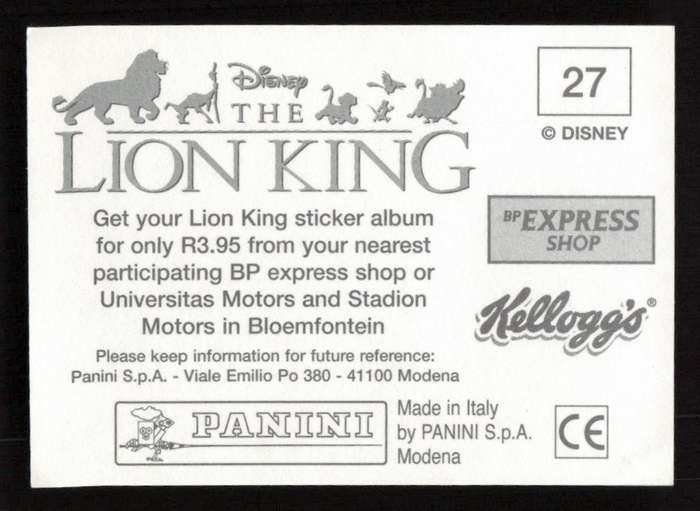 Disney
THE
LION KING
27
© DISNEY
Get your Lion King sticker album
for only R3.95 from your nearest
participating BP express shop or
Universitas Motors and Stadion
Motors in Bloemfontein
BP EXPRESS
SHOP
Kellogg's®
Please keep information for future reference:
Panini S.p.A. - Viale Emilio Po 380 - 41100 Modena
PANINI
Made in Italy
by PANINI S.p.A.
Modena
CE